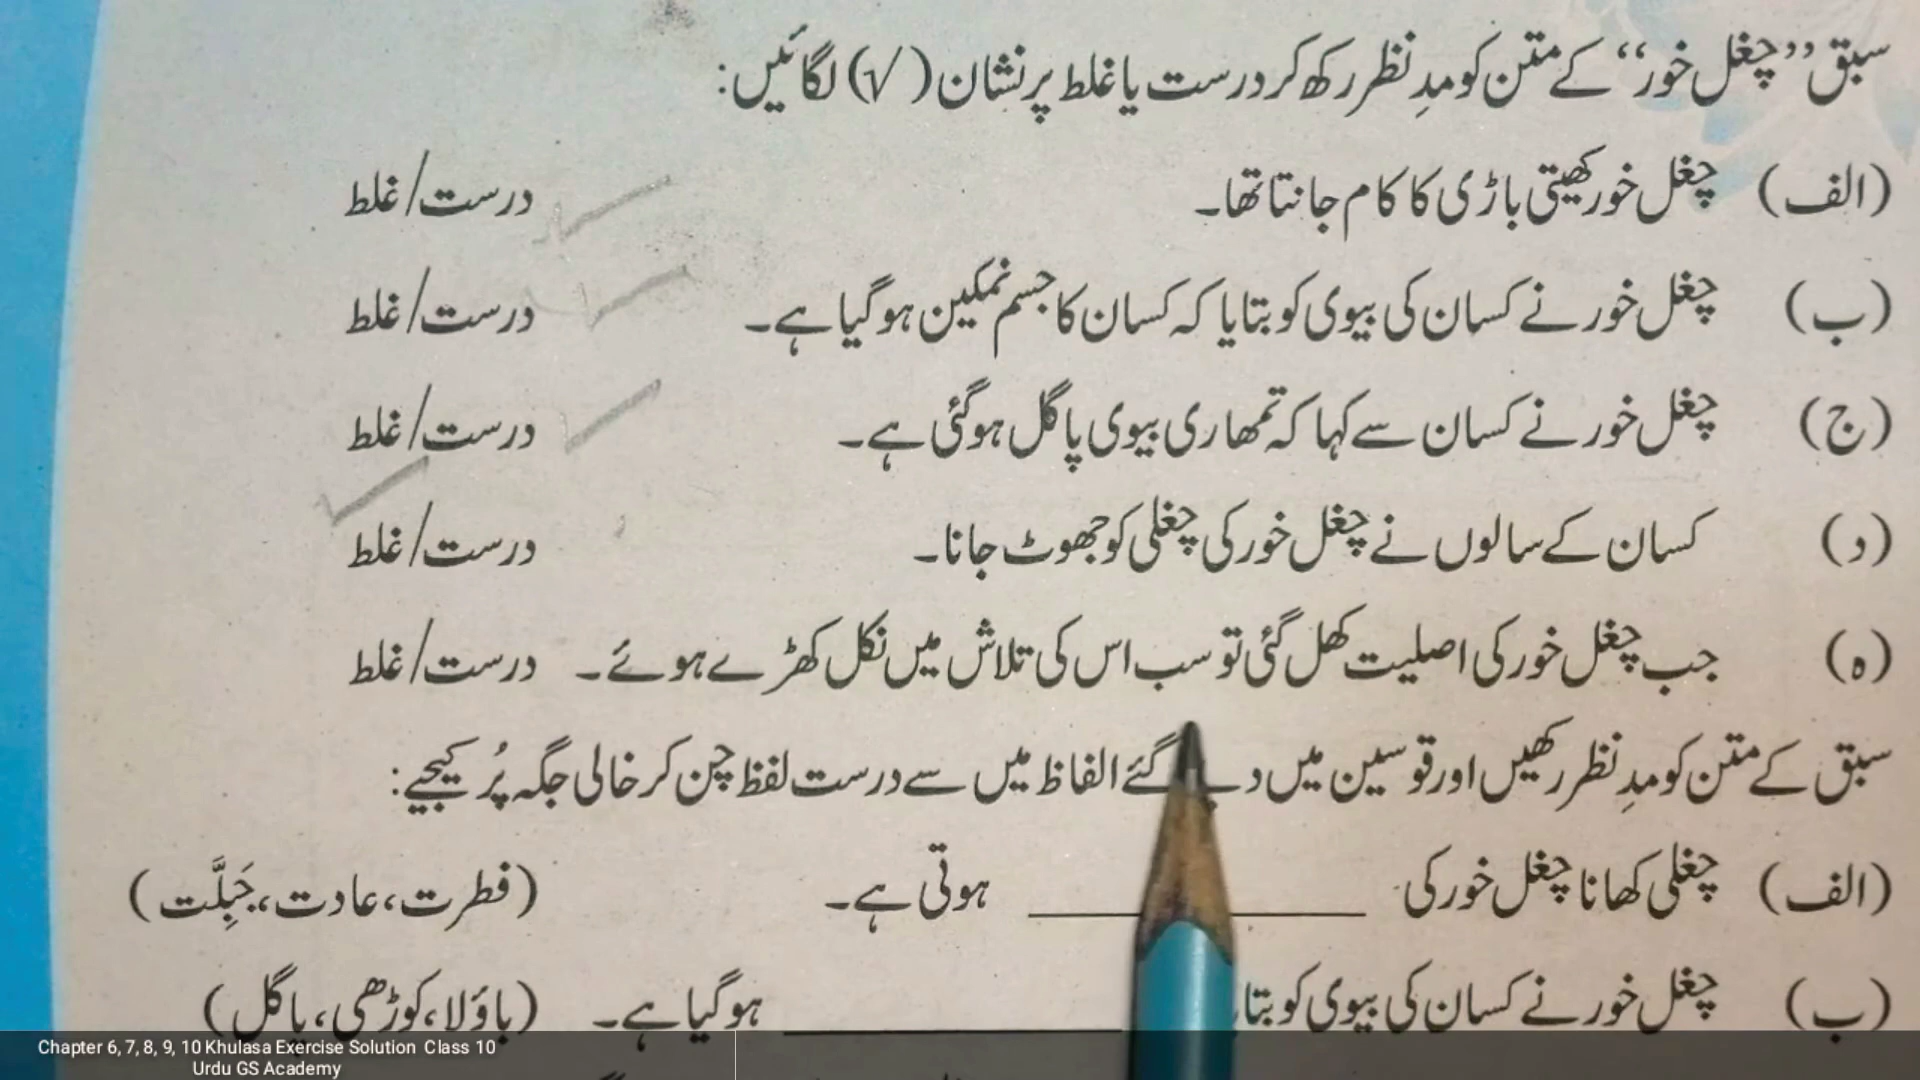 سبق ”چغل خور“ کے متن کو مدِ نظر رکھ کر درست یا غلط پر نشان (√) لگائیں:
(الف) چغل خور کھیتی باڑی کا کام جانتا تھا۔ درست/غلط
(ب) چغل خور نے کسان کی بیوی کو بتایا کہ کسان کا جسم نمکین ہو گیا ہے۔ درست/غلط
(ج) چغل خور نے کسان سے کہا کہ تمھاری بیوی پاگل ہو گئی ہے۔ درست/غلط
(د) کسان کے سالوں نے چغل خور کی چغلی کو جھوٹ جانا۔ درست/غلط
(ہ) جب چغل خور کی اصلیت کھل گئی تو سب اس کی تلاش میں نکل کھڑے ہوئے۔ درست/غلط
سبق کے متن کو مدِ نظر رکھیں اور قوسین میں دیے گئے الفاظ میں سے درست لفظ چن کر خالی جگہ پُر کیجیے:
(الف) چغلی کھانا چغل خور کی ________ ہوتی ہے۔ (فطرت، عادت، جَبِلَّت)
(ب) چغل خور نے کسان کی بیوی کو بتا ________ ہو گیا ہے۔ (باؤلا، کوڑھی، پاگل)
Chapter 6, 7, 8, 9, 10 Khulasa Exercise Solution Class 10
Urdu GS Academy